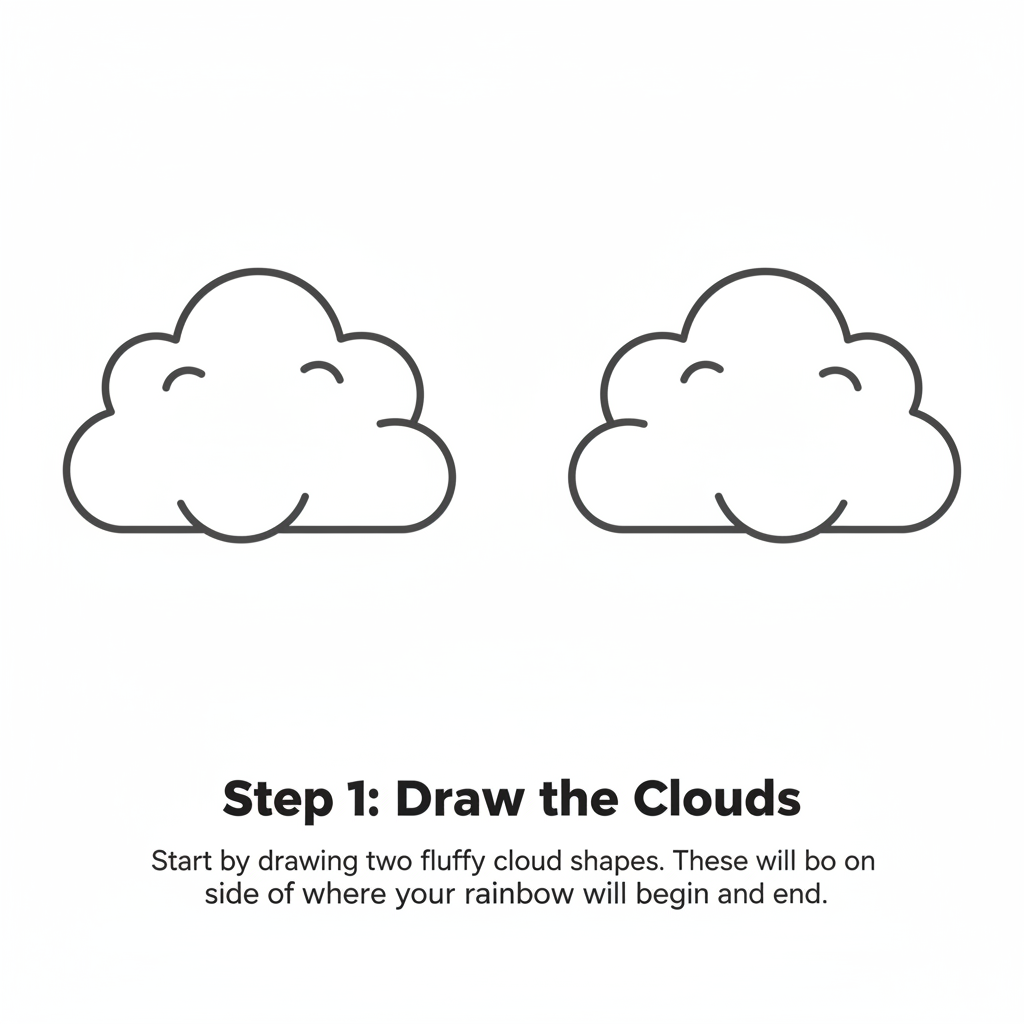 Step 1: Draw the Clouds
Start by drawing two fluffy cloud shapes. These will bo on
side of where your rainbow will begin and end.